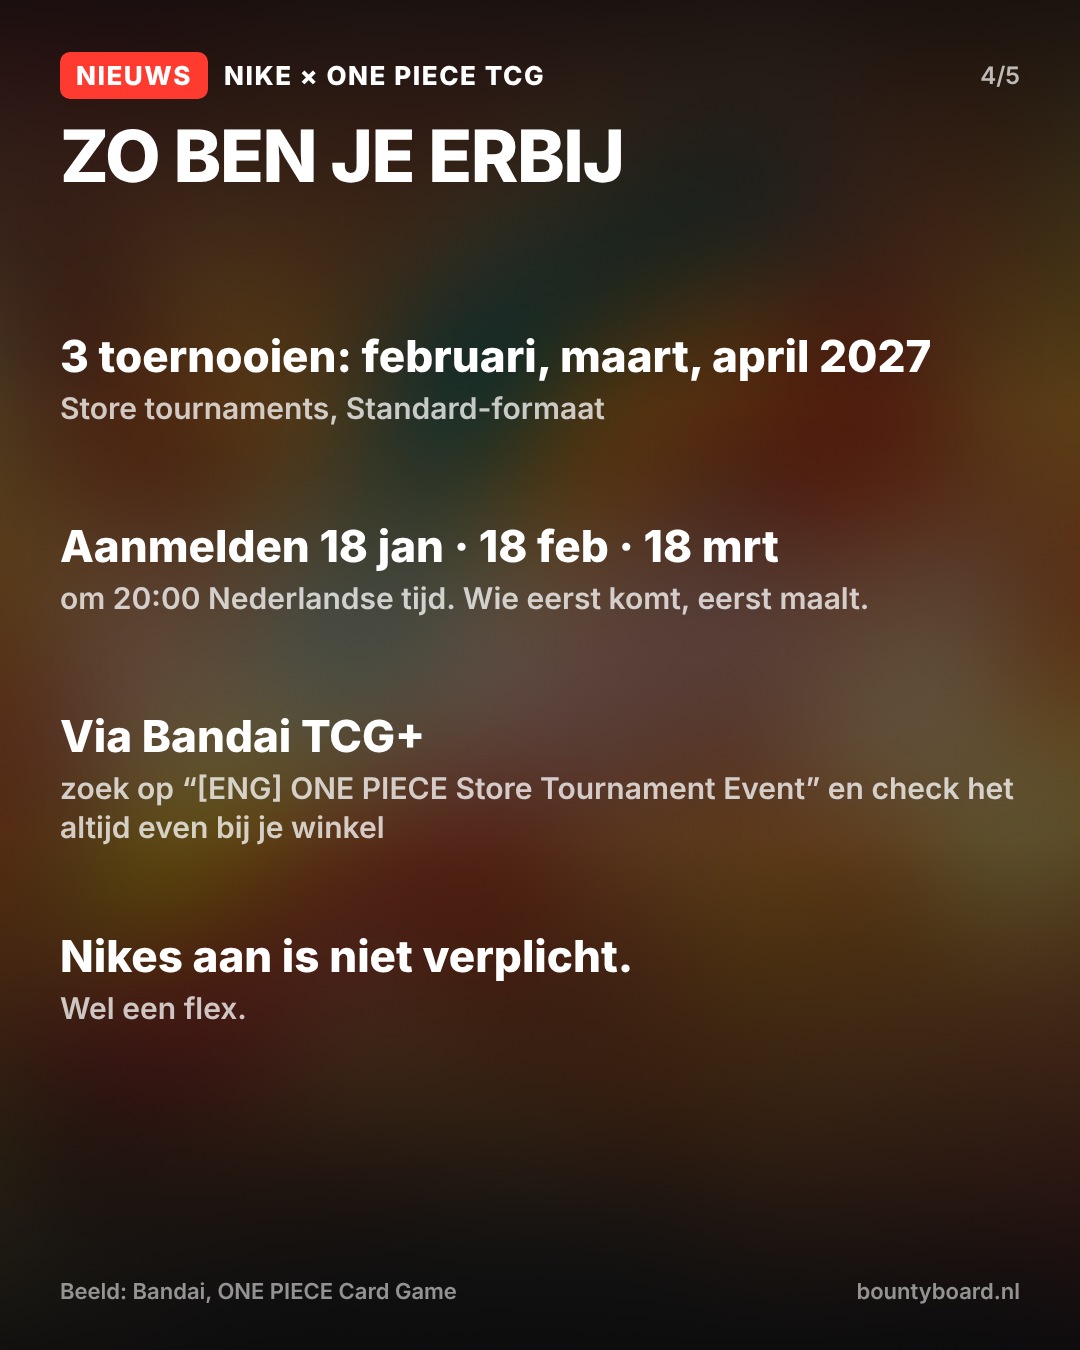 NIEUWS NIKE × ONE PIECE TCG 4/5
ZO BEN JE ERBIJ
3 toernooien: februari, maart, april 2027
Store tournaments, Standard-formaat
Aanmelden 18 jan · 18 feb · 18 mrt
om 20:00 Nederlandse tijd. Wie eerst komt, eerst maalt.
Via Bandai TCG+
zoek op “[ENG] ONE PIECE Store Tournament Event” en check het
altijd even bij je winkel
Nikes aan is niet verplicht.
Wel een flex.
Beeld: Bandai, ONE PIECE Card Game bountyboard.nl